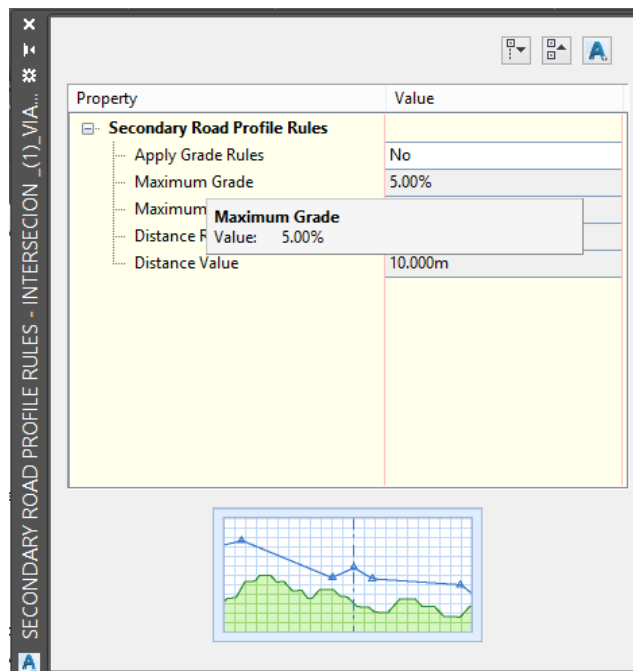 Property Value
Secondary Road Profile Rules
Apply Grade Rules No
Maximum Grade 5.00%
Maximum
Maximum Grade
Value: 5.00%
Distance
Distance Value 10.000m
SECONDARY ROAD PROFILE RULES - INTERSECION _(1)_VIA...